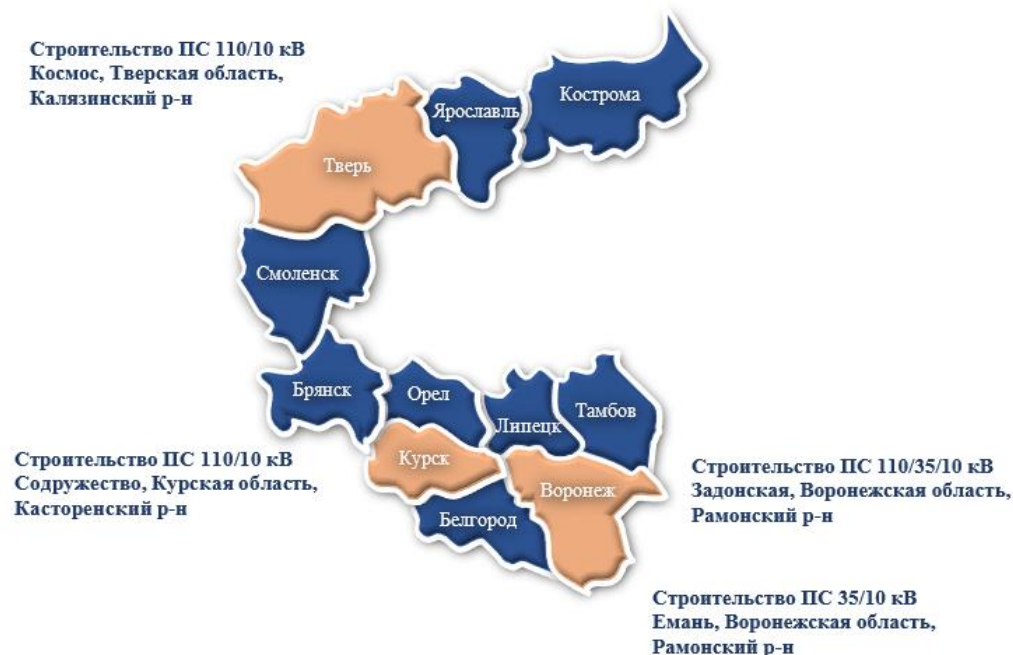 Строительство ПС 110/10 кВ
Космос, Тверская область,
Калязинский р-н
Кострома
Ярославль
Тверь
Смоленск
Брянск
Орел
Липецк
Тамбов
Курск
Воронеж
Белгород
Строительство ПС 110/10 кВ
Содружество, Курская область,
Касторенский р-н
Строительство ПС 110/35/10 кВ
Задонская, Воронежская область,
Рамонский р-н
Строительство ПС 35/10 кВ
Емань, Воронежская область,
Рамонский р-н